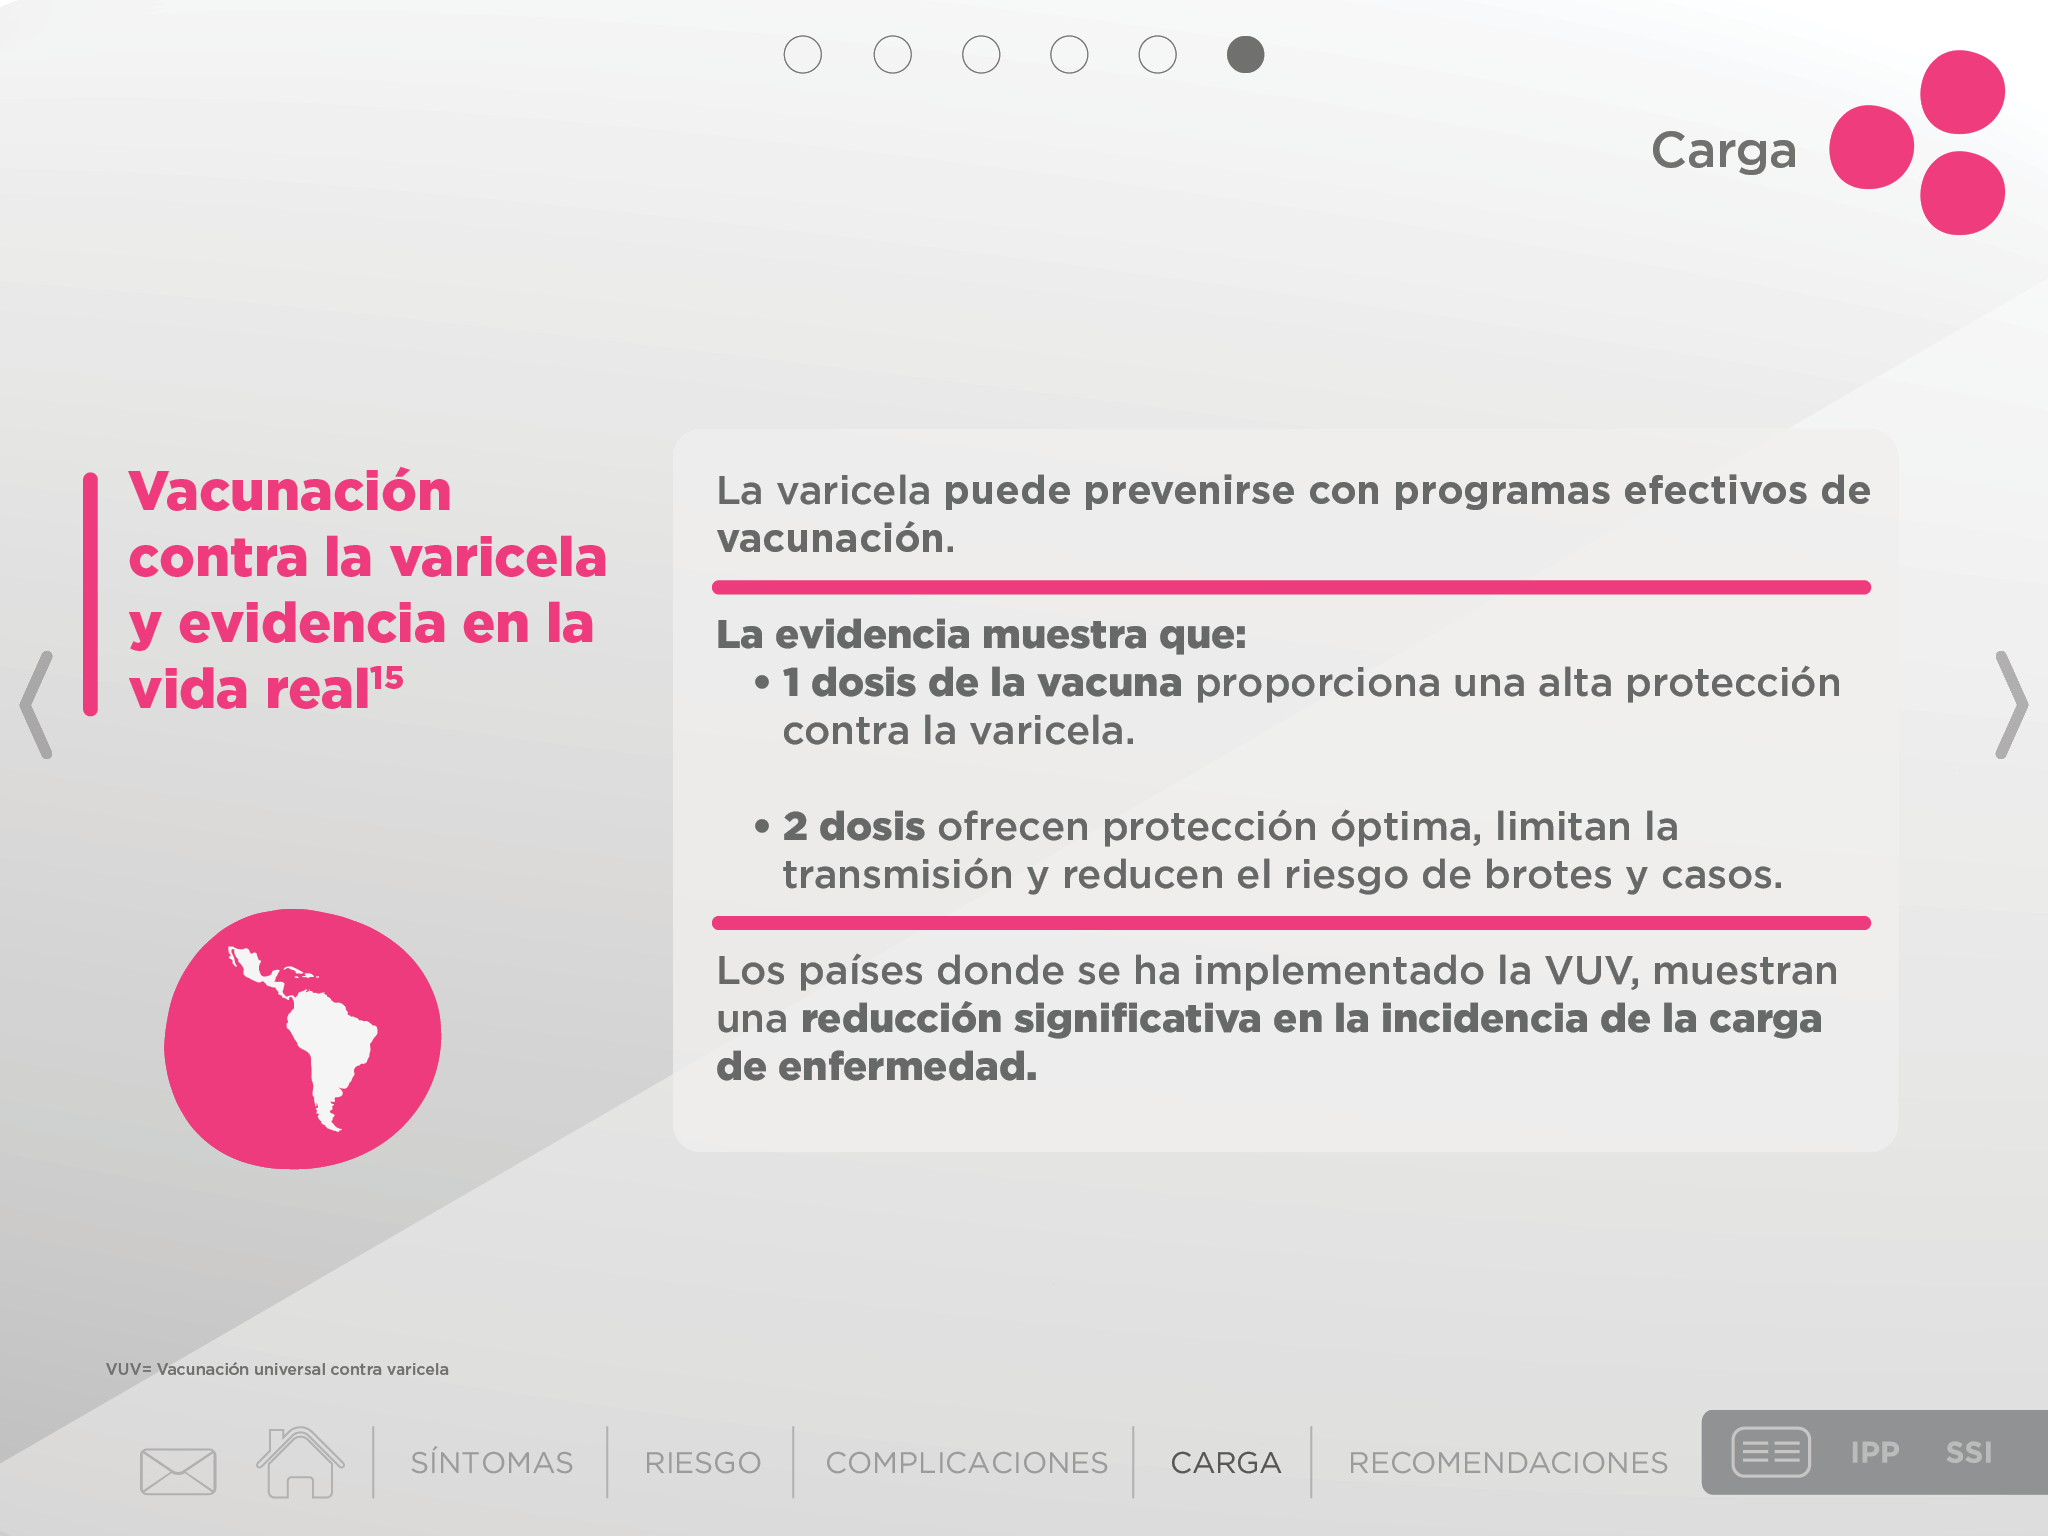 Carga
Vacunación
contra la varicela
y evidencia en la
vida real15
La varicela puede prevenirse con programas efectivos de
vacunación.
La evidencia muestra que:
• 1 dosis de la vacuna proporciona una alta protección
contra la varicela.
• 2 dosis ofrecen protección óptima, limitan la
transmisión y reducen el riesgo de brotes y casos.
Los países donde se ha implementado la VUV, muestran
una reducción significativa en la incidencia de la carga
de enfermedad.
VUV= Vacunación universal contra varicela
SÍNTOMAS RIESGO COMPLICACIONES CARGA RECOMENDACIONES IPP SSI